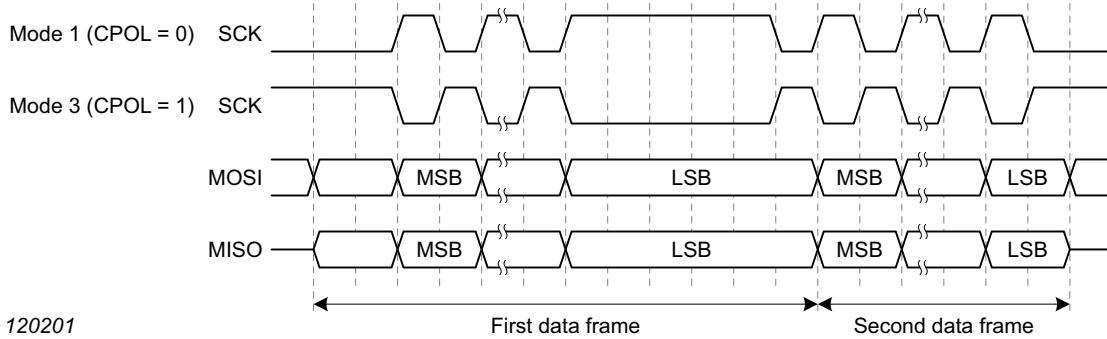 Mode 1 (CPOL = 0) SCK
Mode 3 (CPOL = 1) SCK
MOSI MSB LSB MSB LSB
MISO MSB LSB MSB LSB
First data frame Second data frame
120201